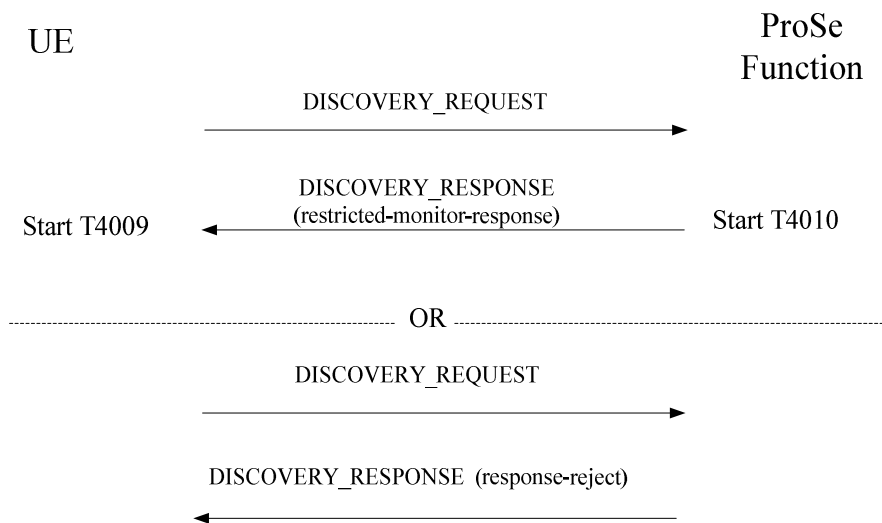 UE
ProSe
Function
DISCOVERY_REQUEST
DISCOVERY_RESPONSE
(restricted-monitor-response)
Start T4009
Start T4010
OR
DISCOVERY_REQUEST
DISCOVERY_RESPONSE (response-reject)